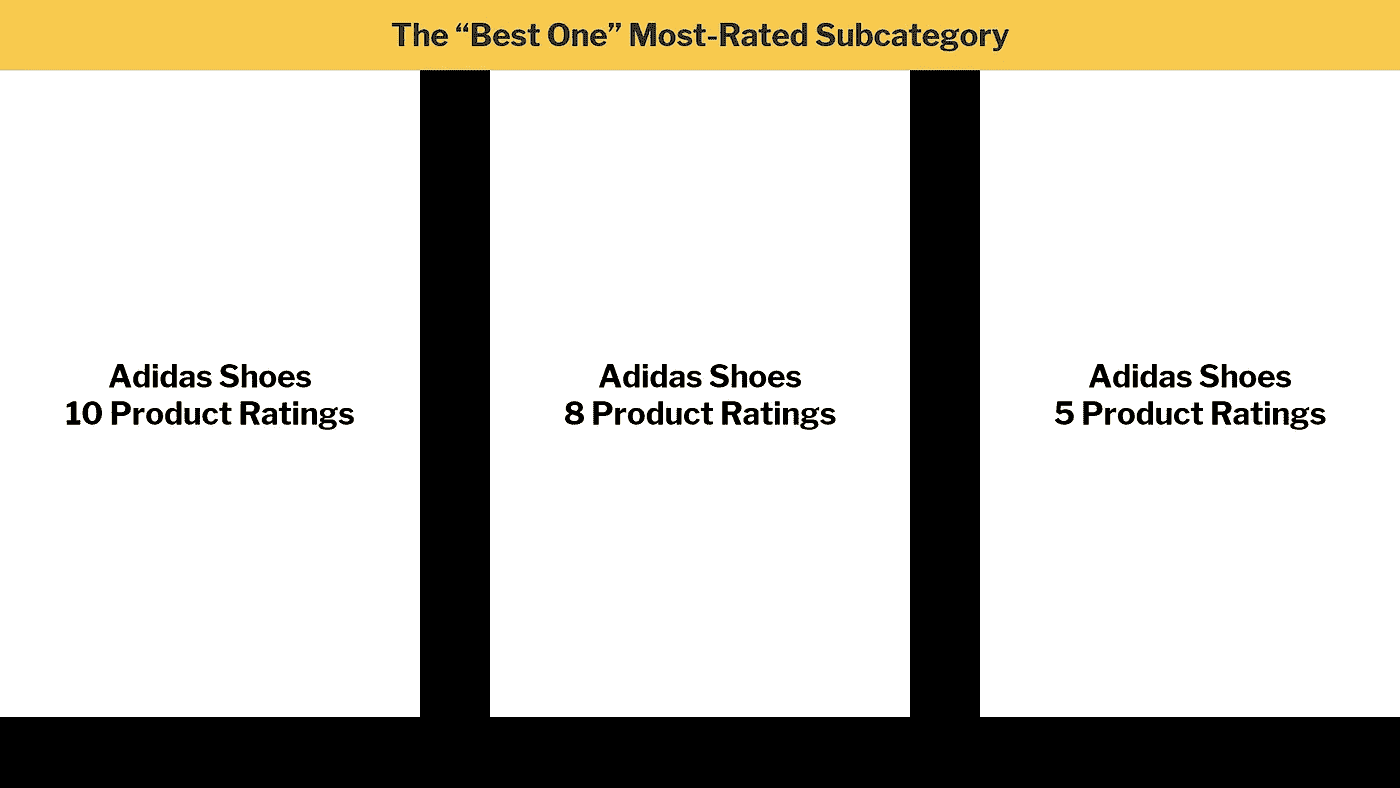 The “Best One” Most-Rated Subcategory
Adidas Shoes
10 Product Ratings
Adidas Shoes
8 Product Ratings
Adidas Shoes
5 Product Ratings